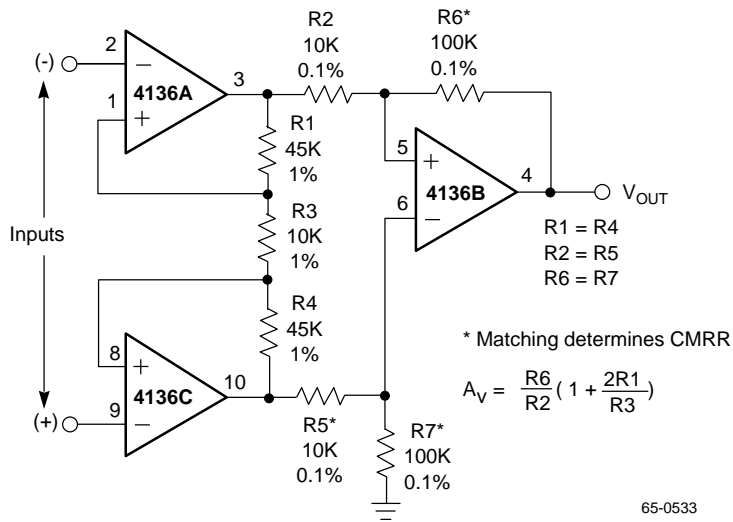 R2
10K
0.1%
R6*
100K
0.1%
(-)
2
−
4136A
3
1
+
R1
45K
1%
5
+
4136B
4
6
−
V_OUT
R1 = R4
R2 = R5
R6 = R7
Inputs
R3
10K
1%
R4
45K
1%
8
+
4136C
10
9
−
(+)
* Matching determines CMRR
A_V = R6/R2 ( 1 + 2R1/R3 )
R5*
10K
0.1%
R7*
100K
0.1%
65-0533